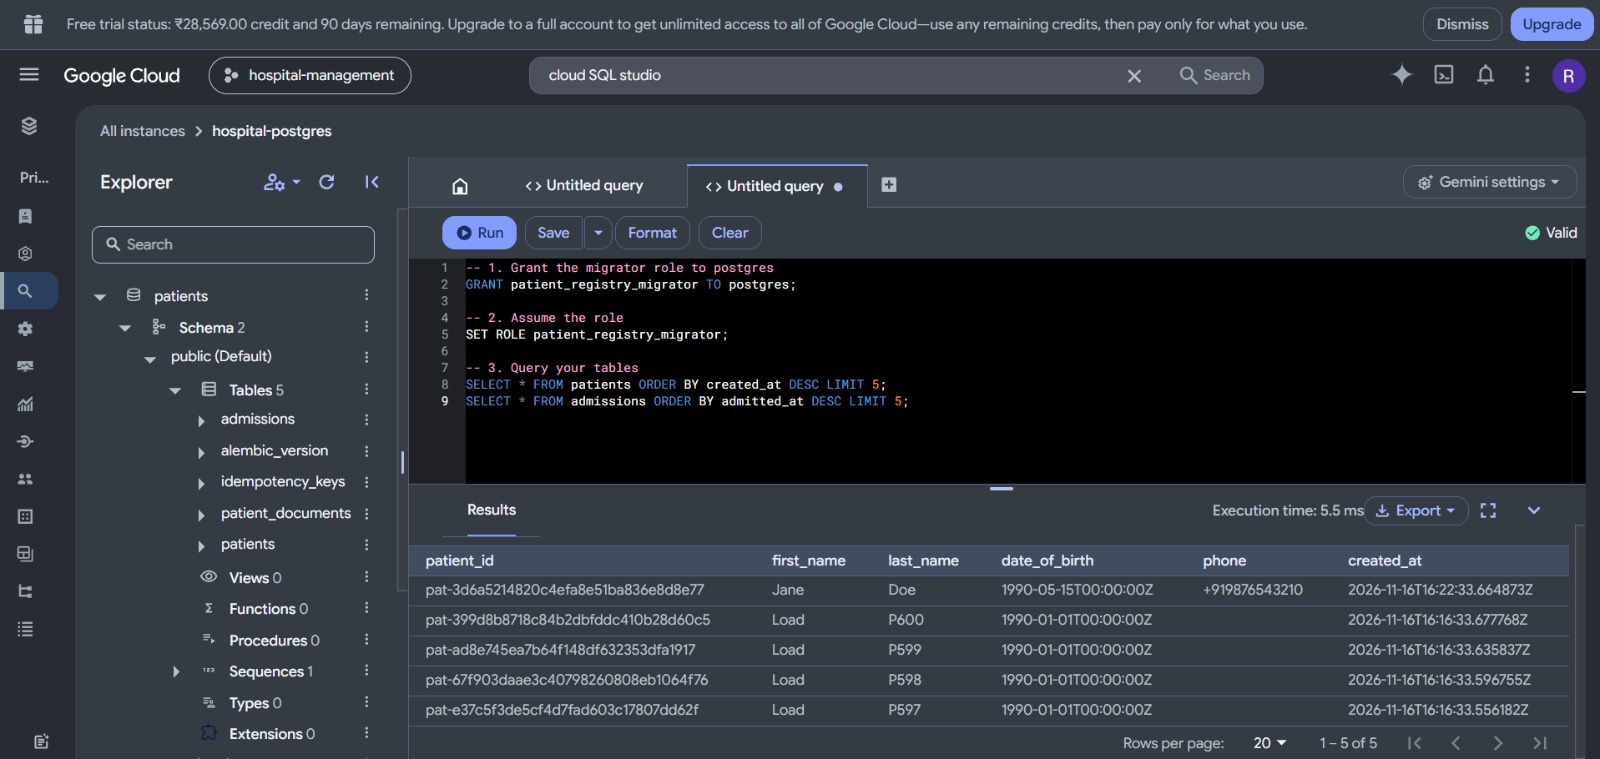 Free trial status: ₹28,569.00 credit and 90 days remaining. Upgrade to a full account to get unlimited access to all of Google Cloud—use any remaining credits, then pay only for what you use.
Dismiss
Upgrade
Google Cloud
hospital-management
cloud SQL studio
Search
R
All instances > hospital-postgres
Pri...
Explorer
Search
patients
Schema 2
public (Default)
Tables 5
admissions
alembic_version
idempotency_keys
patient_documents
patients
Views 0
Functions 0
Procedures 0
Sequences 1
Types 0
Extensions 0
<> Untitled query
<> Untitled query
Gemini settings
Run
Save
Format
Clear
Valid
1 -- 1. Grant the migrator role to postgres
2 GRANT patient_registry_migrator TO postgres;
3
4 -- 2. Assume the role
5 SET ROLE patient_registry_migrator;
6
7 -- 3. Query your tables
8 SELECT * FROM patients ORDER BY created_at DESC LIMIT 5;
9 SELECT * FROM admissions ORDER BY admitted_at DESC LIMIT 5;
Results
Execution time: 5.5 ms
Export
patient_id first_name last_name date_of_birth phone created_at
pat-3d6a5214820c4efa8e51ba836e8d8e77 Jane Doe 1990-05-15T00:00:00Z +919876543210 2026-11-16T16:22:33.664873Z
pat-399d8b8718c84b2dbfddc410b28d60c5 Load P600 1990-01-01T00:00:00Z 2026-11-16T16:16:33.677768Z
pat-ad8e745ea7b64f148df632353dfa1917 Load P599 1990-01-01T00:00:00Z 2026-11-16T16:16:33.635837Z
pat-67f903daae3c40798260808eb1064f76 Load P598 1990-01-01T00:00:00Z 2026-11-16T16:16:33.596755Z
pat-e37c5f3de5cf4d7fad603c17807dd62f Load P597 1990-01-01T00:00:00Z 2026-11-16T16:16:33.556182Z
Rows per page: 20 1 – 5 of 5